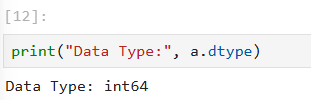 [12]:
print("Data Type:", a.dtype)
Data Type: int64